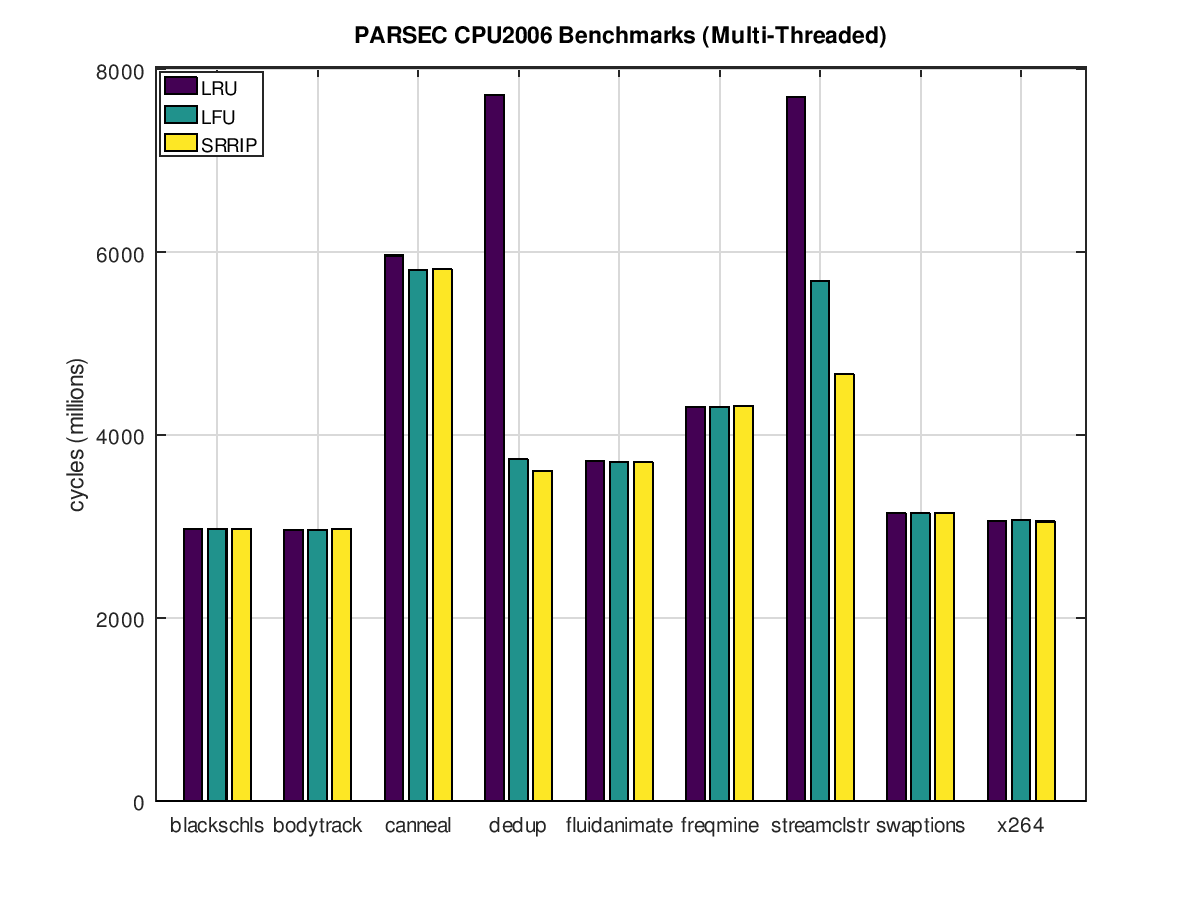 PARSEC CPU2006 Benchmarks (Multi-Threaded)
8000
6000
4000
2000
0
cycles (millions)
LRU
LFU
SRRIP
blackschls bodytrack canneal dedup fluidanimate freqmine streamclstr swaptions x264